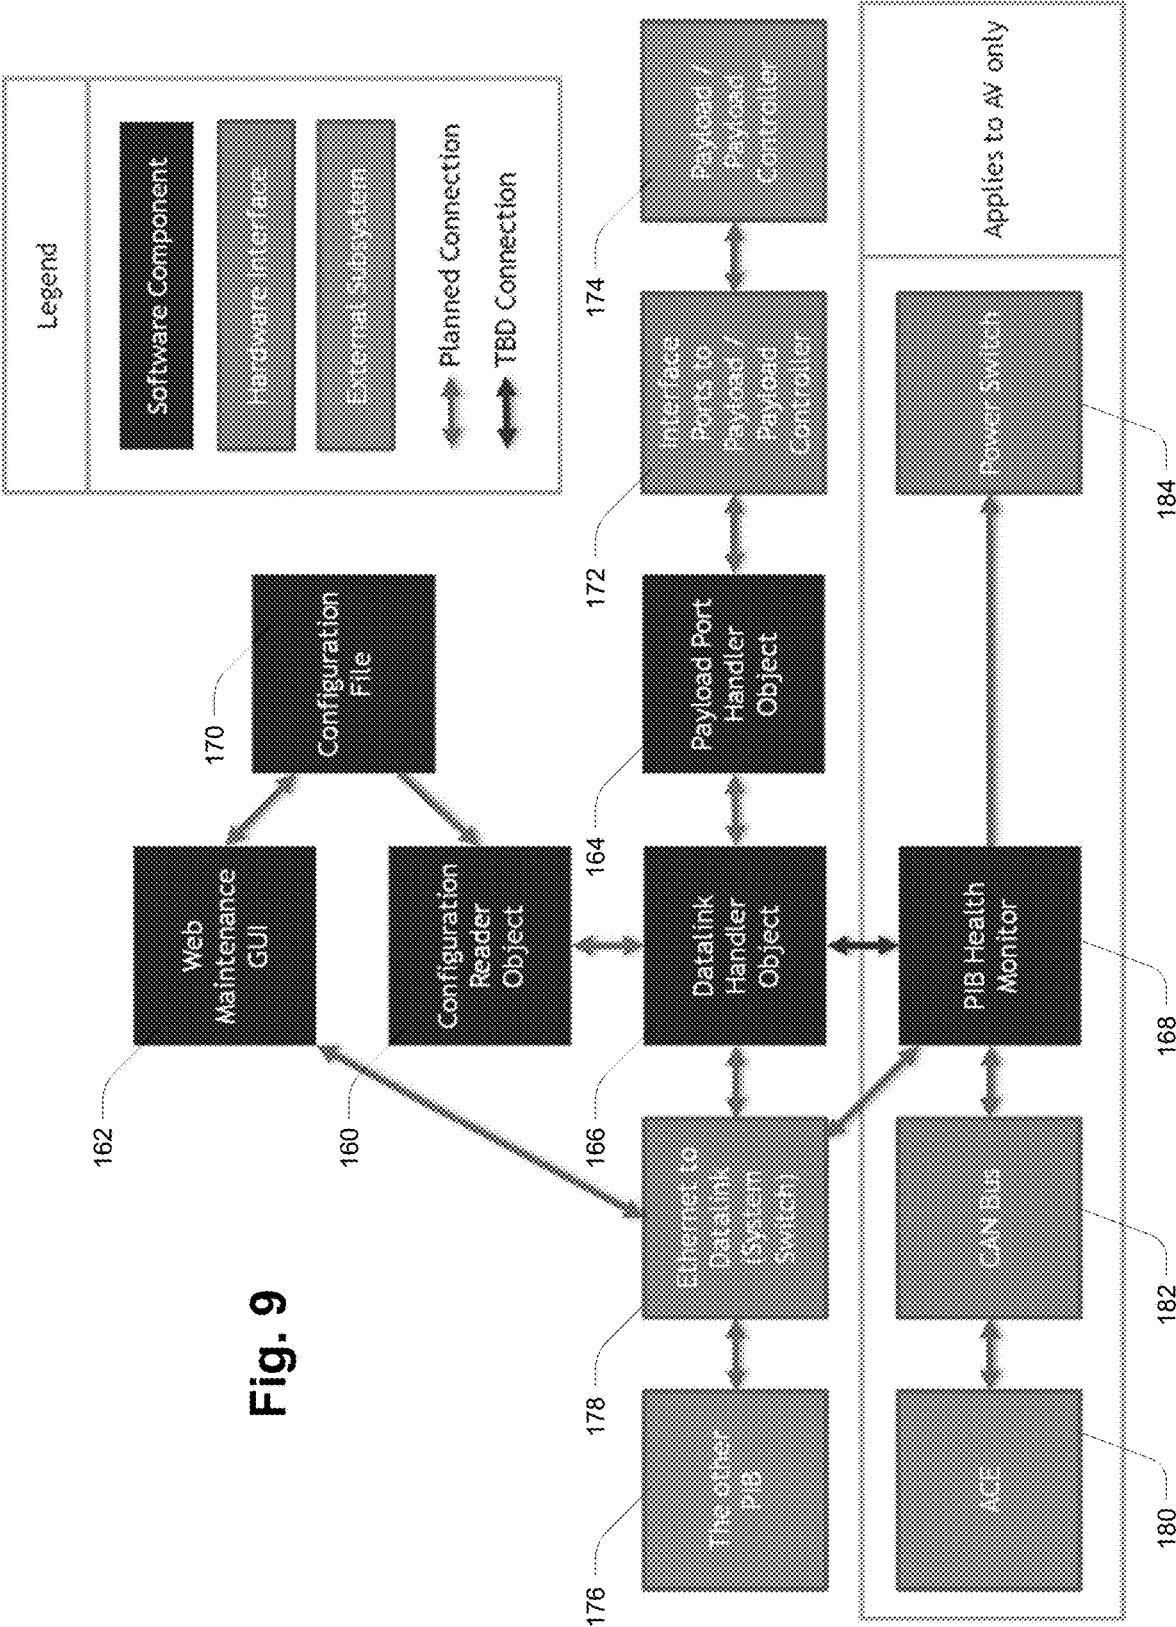 Legend
Software Component
Hardware Interface
External Subsystem
Planned Connection
TBD Connection
Fig. 9
162
Web
Maintenance
GUI
170
Configuration
File
160
Configuration
Reader
Object
176
The other
PIB
178
Ethernet to
Datalink
(System
Switch)
166
Datalink
Handler
Object
164
Payload Port
Handler
Object
172
Interface
Ports to
Payload /
Payload
Controller
174
Payload /
Payload
Controller
ACE
180
CAN Bus
182
PIB Health
Monitor
168
Power Switch
184
Applies to AV only